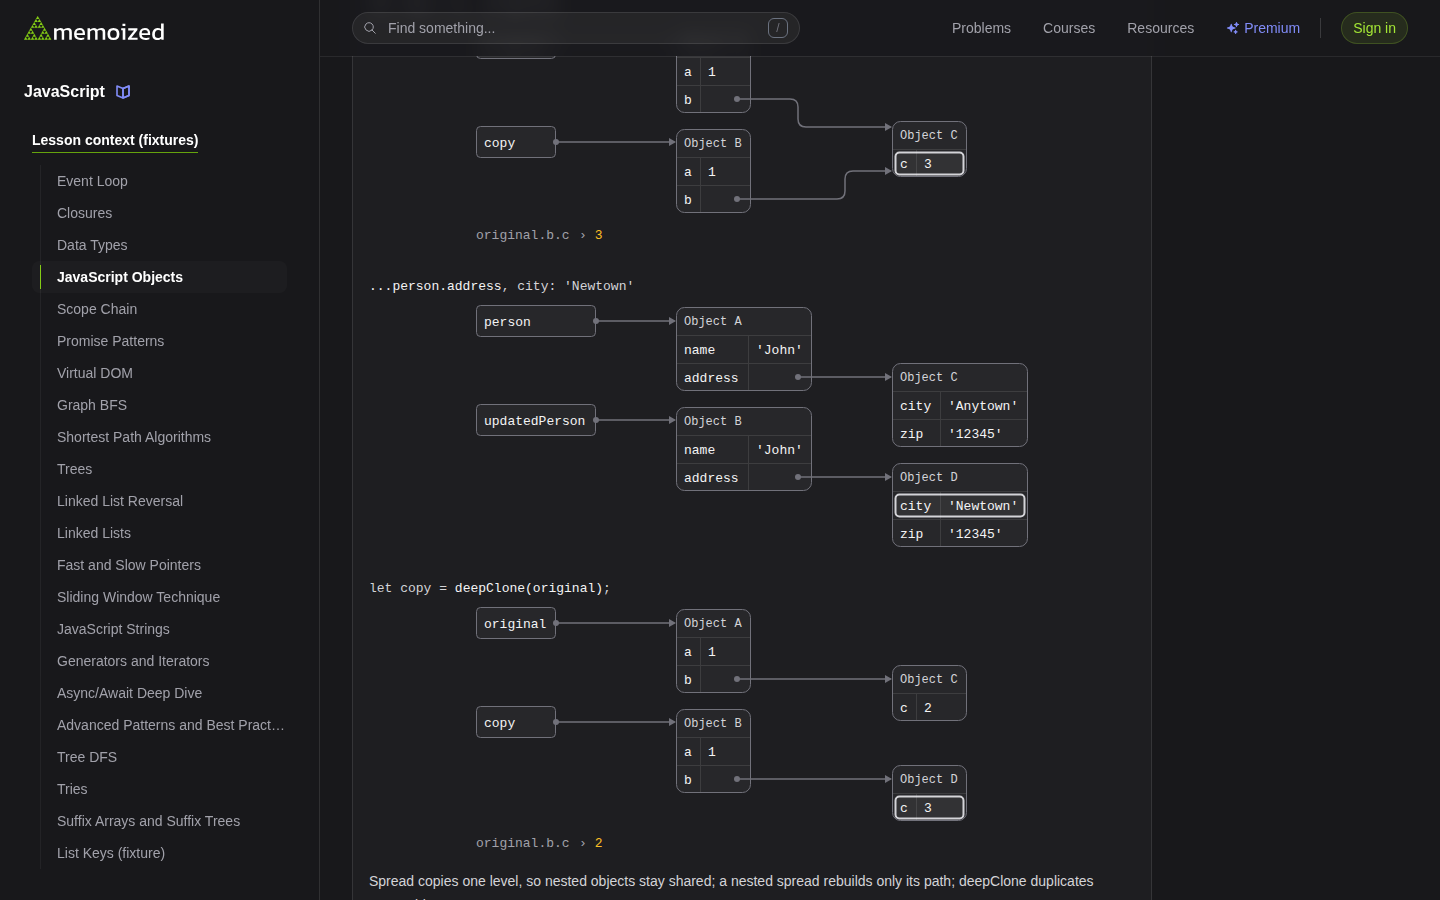 memoized
Find something...
/
Problems
Courses
Resources
Premium
Sign in
JavaScript
Lesson context (fixtures)
Event Loop
Closures
Data Types
JavaScript Objects
Scope Chain
Promise Patterns
Virtual DOM
Graph BFS
Shortest Path Algorithms
Trees
Linked List Reversal
Linked Lists
Fast and Slow Pointers
Sliding Window Technique
JavaScript Strings
Generators and Iterators
Async/Await Deep Dive
Advanced Patterns and Best Pract…
Tree DFS
Tries
Suffix Arrays and Suffix Trees
List Keys (fixture)
a 1
b
Object C
c 3
copy
Object B
a 1
b
original.b.c › 3
...person.address, city: 'Newtown'
person
Object A
name 'John'
address
Object C
city 'Anytown'
zip '12345'
updatedPerson
Object B
name 'John'
address
Object D
city 'Newtown'
zip '12345'
let copy = deepClone(original);
original
Object A
a 1
b
Object C
c 2
copy
Object B
a 1
b
Object D
c 3
original.b.c › 2
Spread copies one level, so nested objects stay shared; a nested spread rebuilds only its path; deepClone duplicates